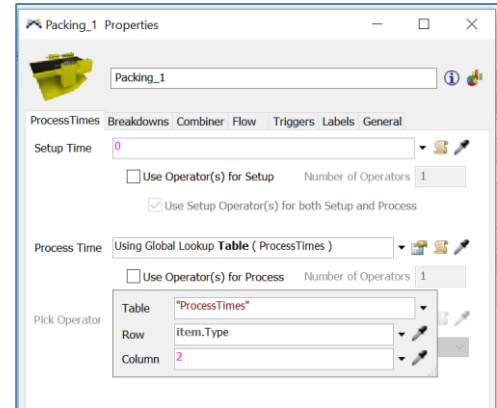 Packing_1 Properties
Packing_1
ProcessTimes Breakdowns Combiner Flow Triggers Labels General
Setup Time 0
Use Operator(s) for Setup Number of Operators 1
Use Setup Operator(s) for both Setup and Process
Process Time Using Global Lookup Table ( ProcessTimes )
Use Operator(s) for Process Number of Operators 1
Table "ProcessTimes"
Pick Operator
Row item.Type
Column 2